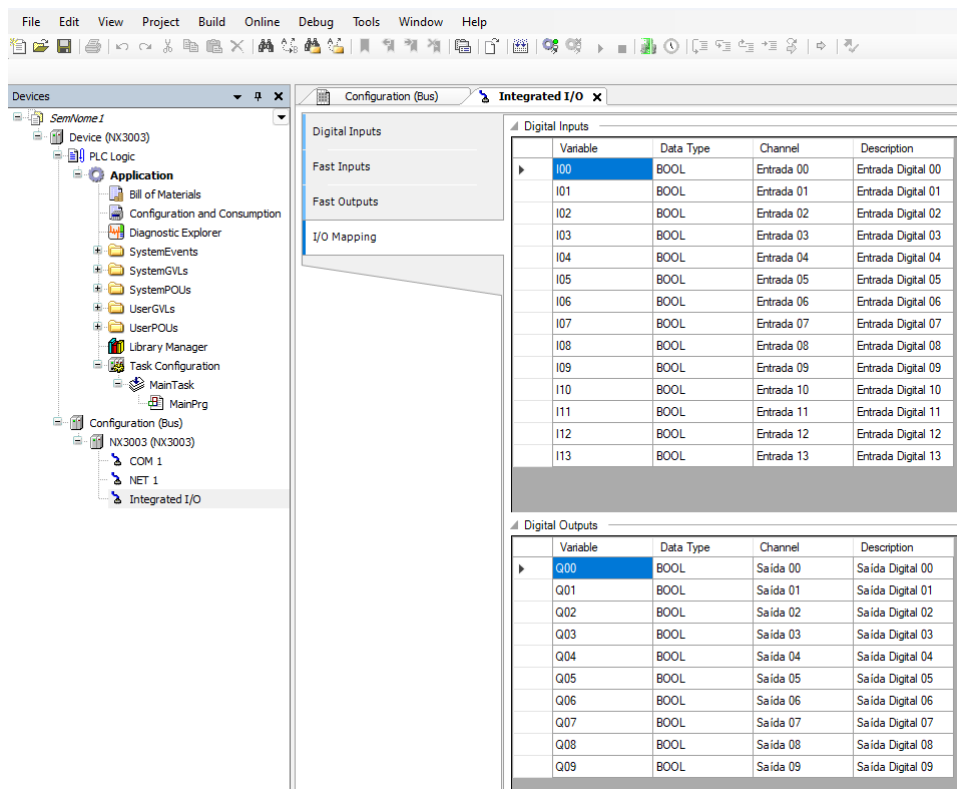 File Edit View Project Build Online Debug Tools Window Help
Devices
SemNome1
Device (NX3003)
PLC Logic
Application
Bill of Materials
Configuration and Consumption
Diagnostic Explorer
SystemEvents
SystemGVLs
SystemPOUs
UserGVLs
UserPOUs
Library Manager
Task Configuration
MainTask
MainPrg
Configuration (Bus)
NX3003 (NX3003)
COM 1
NET 1
Integrated I/O
Configuration (Bus) Integrated I/O
Digital Inputs
Fast Inputs
Fast Outputs
I/O Mapping
Digital Inputs
Variable Data Type Channel Description
I00 BOOL Entrada 00 Entrada Digital 00
I01 BOOL Entrada 01 Entrada Digital 01
I02 BOOL Entrada 02 Entrada Digital 02
I03 BOOL Entrada 03 Entrada Digital 03
I04 BOOL Entrada 04 Entrada Digital 04
I05 BOOL Entrada 05 Entrada Digital 05
I06 BOOL Entrada 06 Entrada Digital 06
I07 BOOL Entrada 07 Entrada Digital 07
I08 BOOL Entrada 08 Entrada Digital 08
I09 BOOL Entrada 09 Entrada Digital 09
I10 BOOL Entrada 10 Entrada Digital 10
I11 BOOL Entrada 11 Entrada Digital 11
I12 BOOL Entrada 12 Entrada Digital 12
I13 BOOL Entrada 13 Entrada Digital 13
Digital Outputs
Variable Data Type Channel Description
Q00 BOOL Saída 00 Saída Digital 00
Q01 BOOL Saída 01 Saída Digital 01
Q02 BOOL Saída 02 Saída Digital 02
Q03 BOOL Saída 03 Saída Digital 03
Q04 BOOL Saída 04 Saída Digital 04
Q05 BOOL Saída 05 Saída Digital 05
Q06 BOOL Saída 06 Saída Digital 06
Q07 BOOL Saída 07 Saída Digital 07
Q08 BOOL Saída 08 Saída Digital 08
Q09 BOOL Saída 09 Saída Digital 09